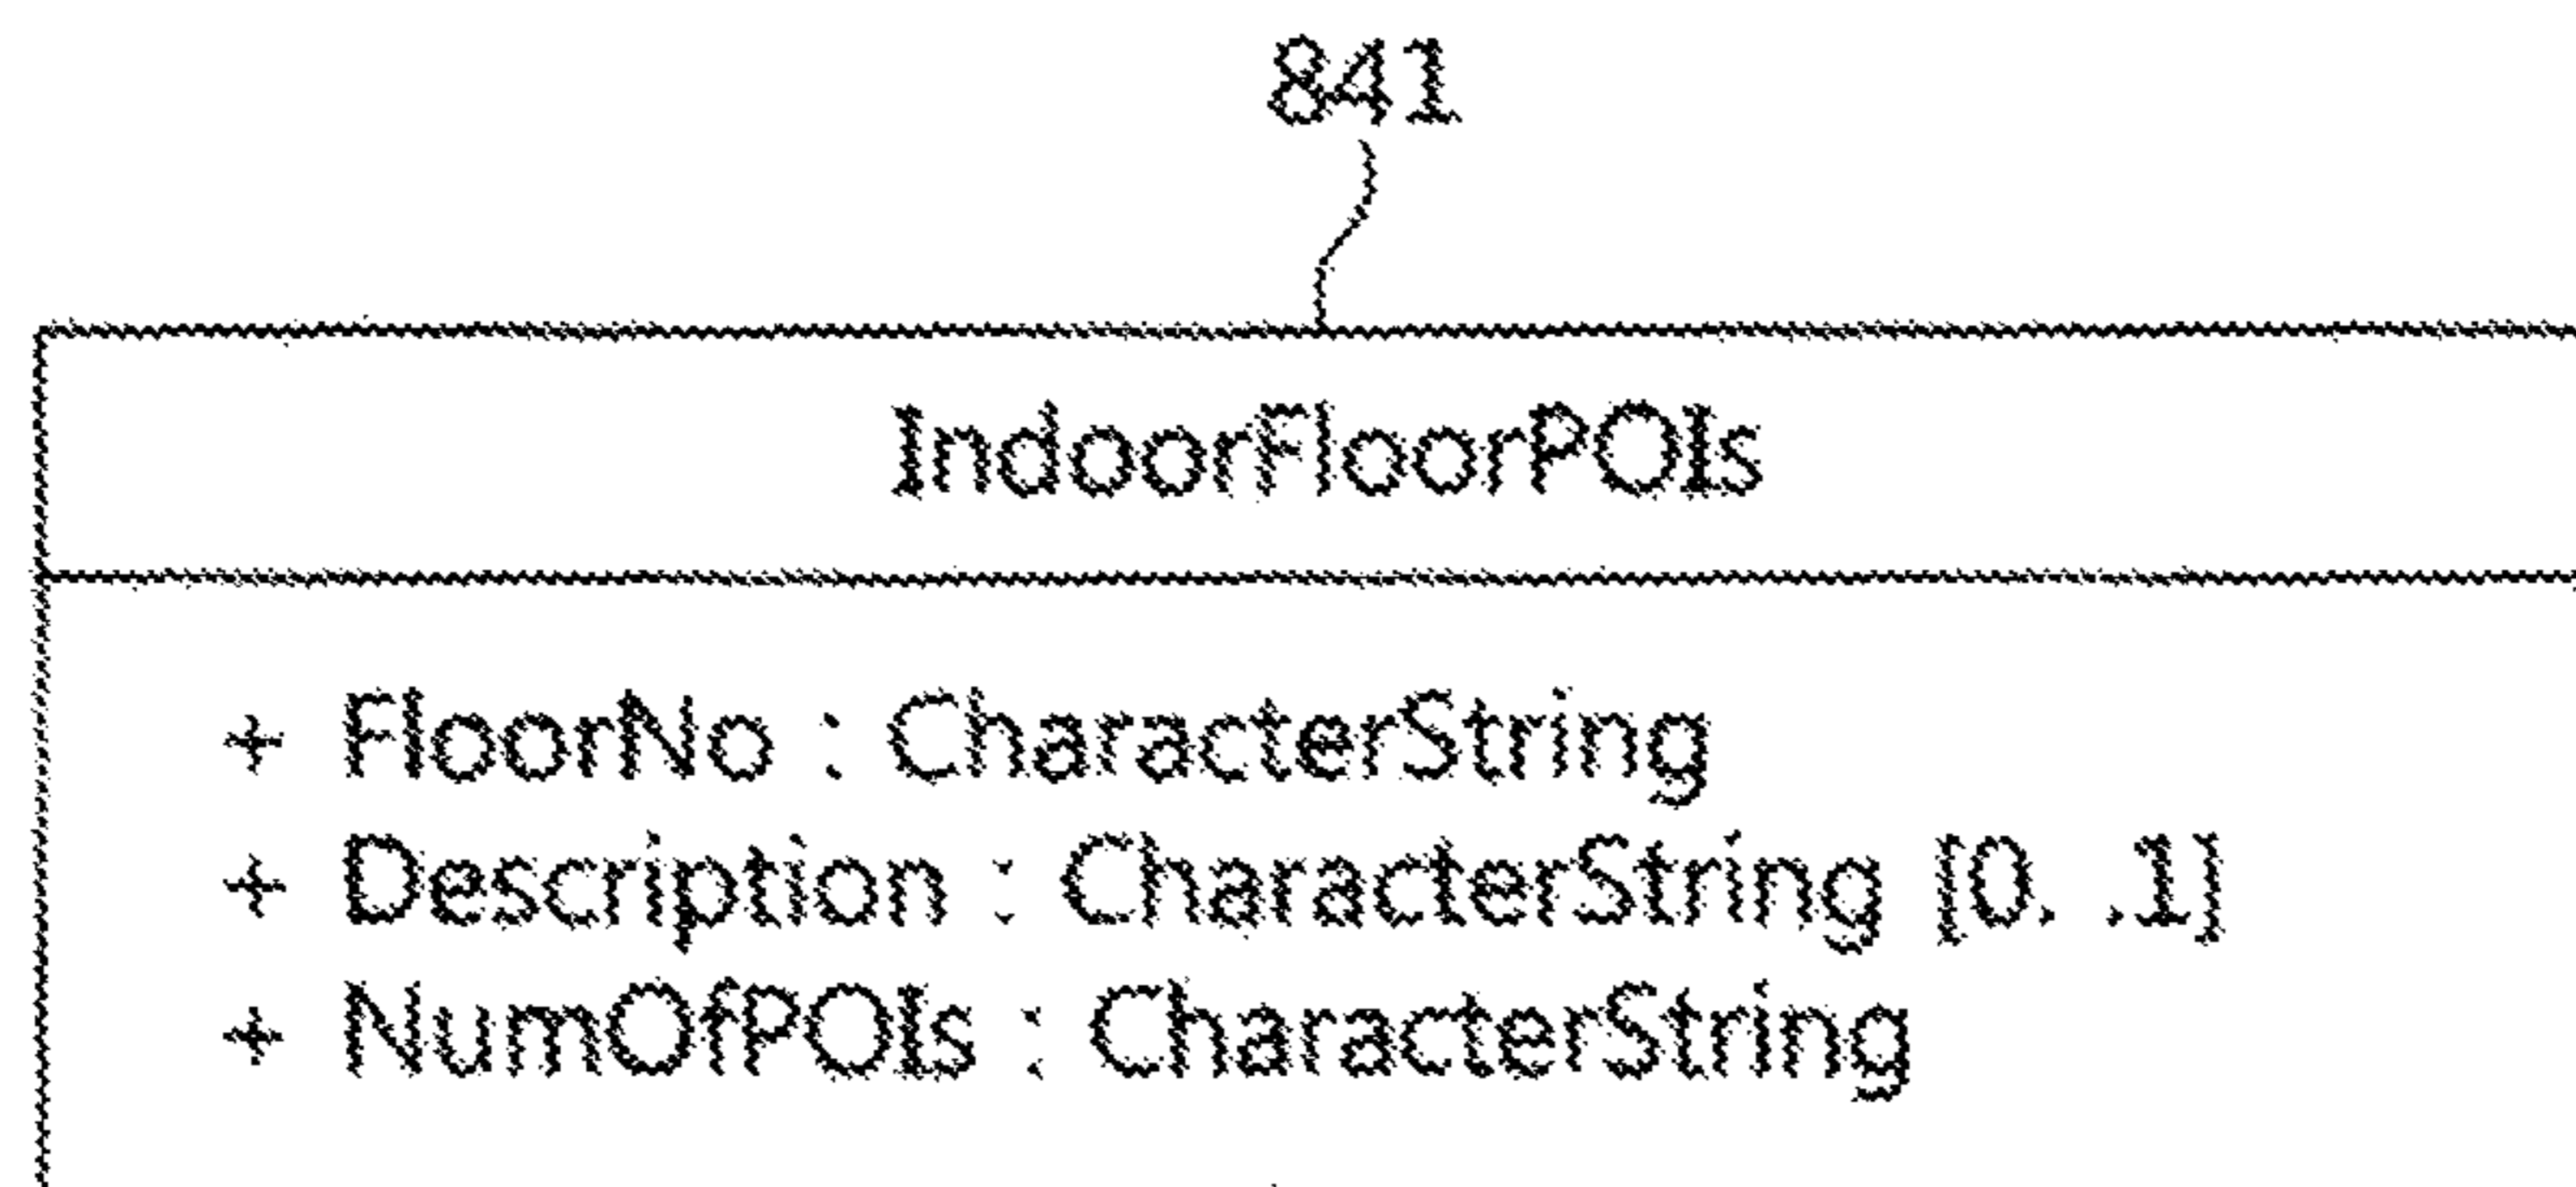 841
IndoorFloorPOIs
+ FloorNo : CharacterString
+ Description : CharacterString [0. .1]
+ NumOfPOIs : CharacterString